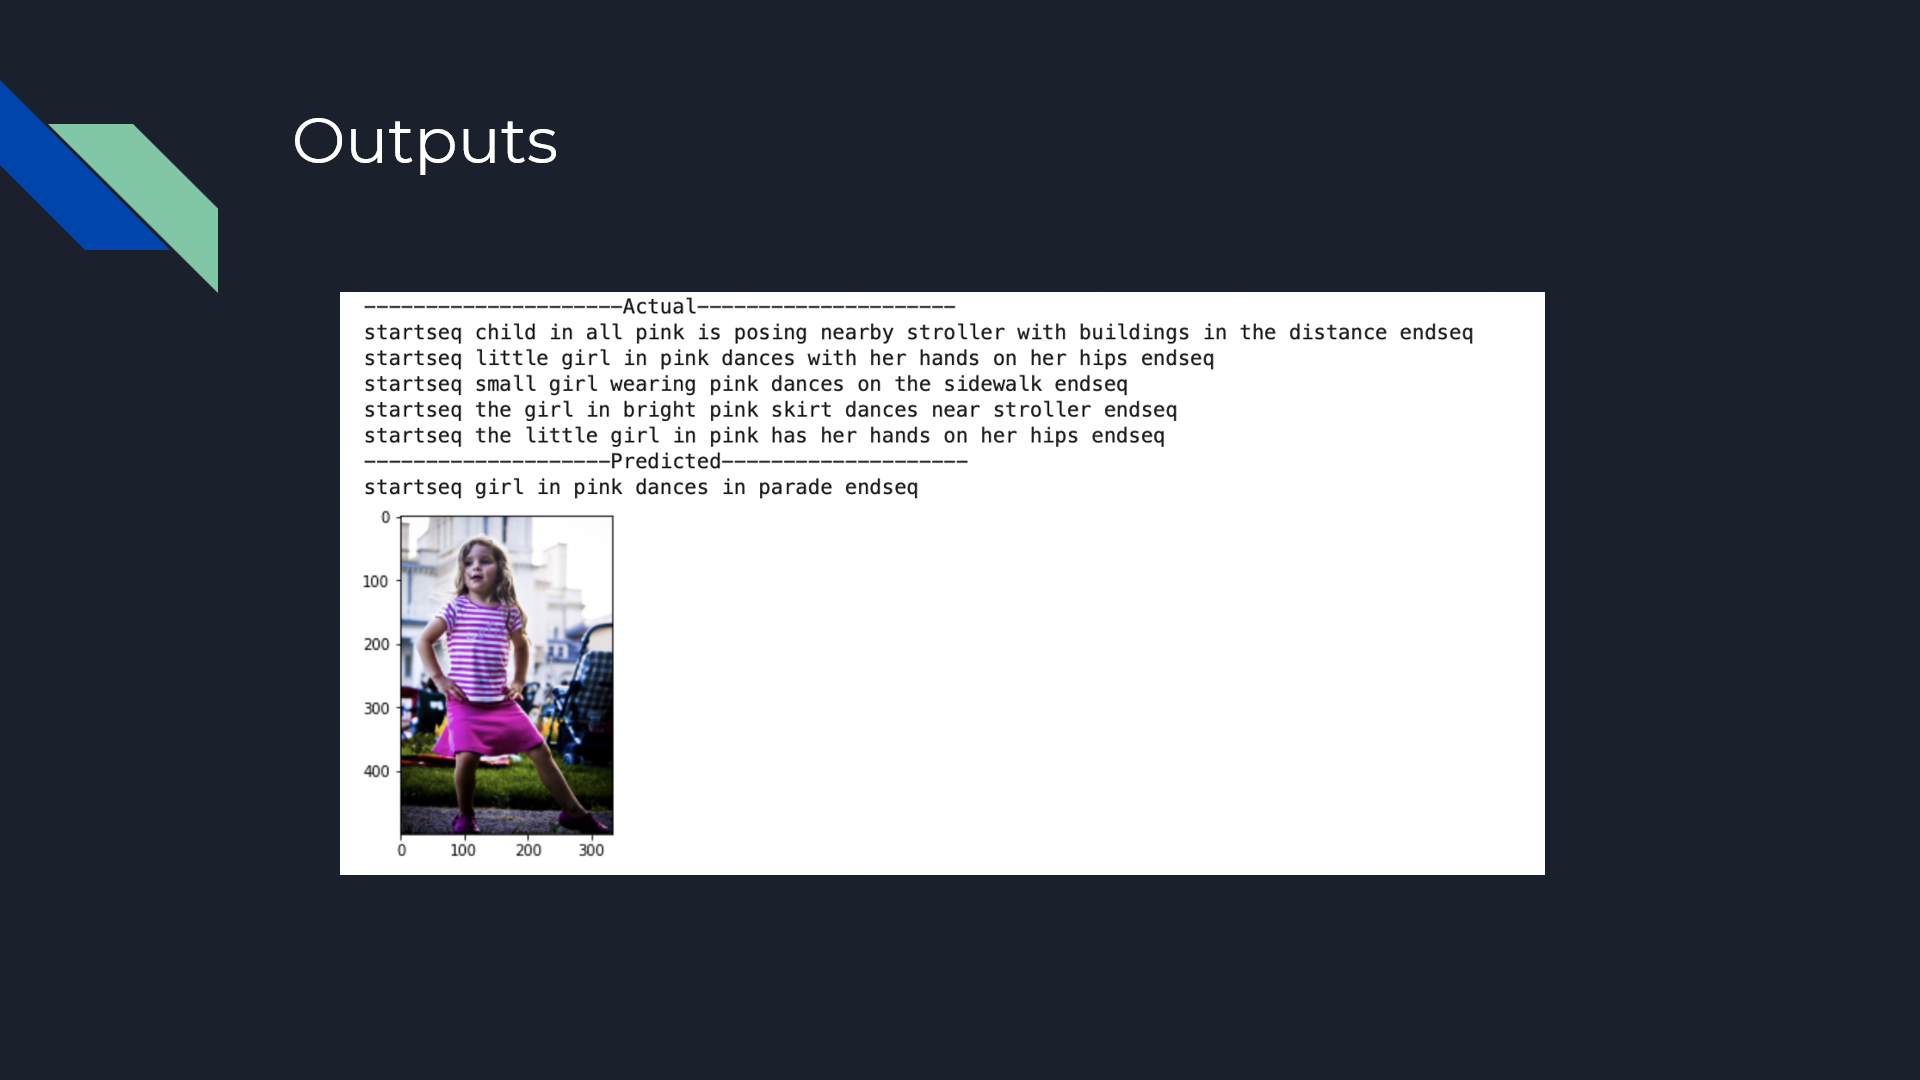 Outputs
---------------------Actual---------------------
startseq child in all pink is posing nearby stroller with buildings in the distance endseq
startseq little girl in pink dances with her hands on her hips endseq
startseq small girl wearing pink dances on the sidewalk endseq
startseq the girl in bright pink skirt dances near stroller endseq
startseq the little girl in pink has her hands on her hips endseq
--------------------Predicted--------------------
startseq girl in pink dances in parade endseq
0
100
200
300
400
0 100 200 300